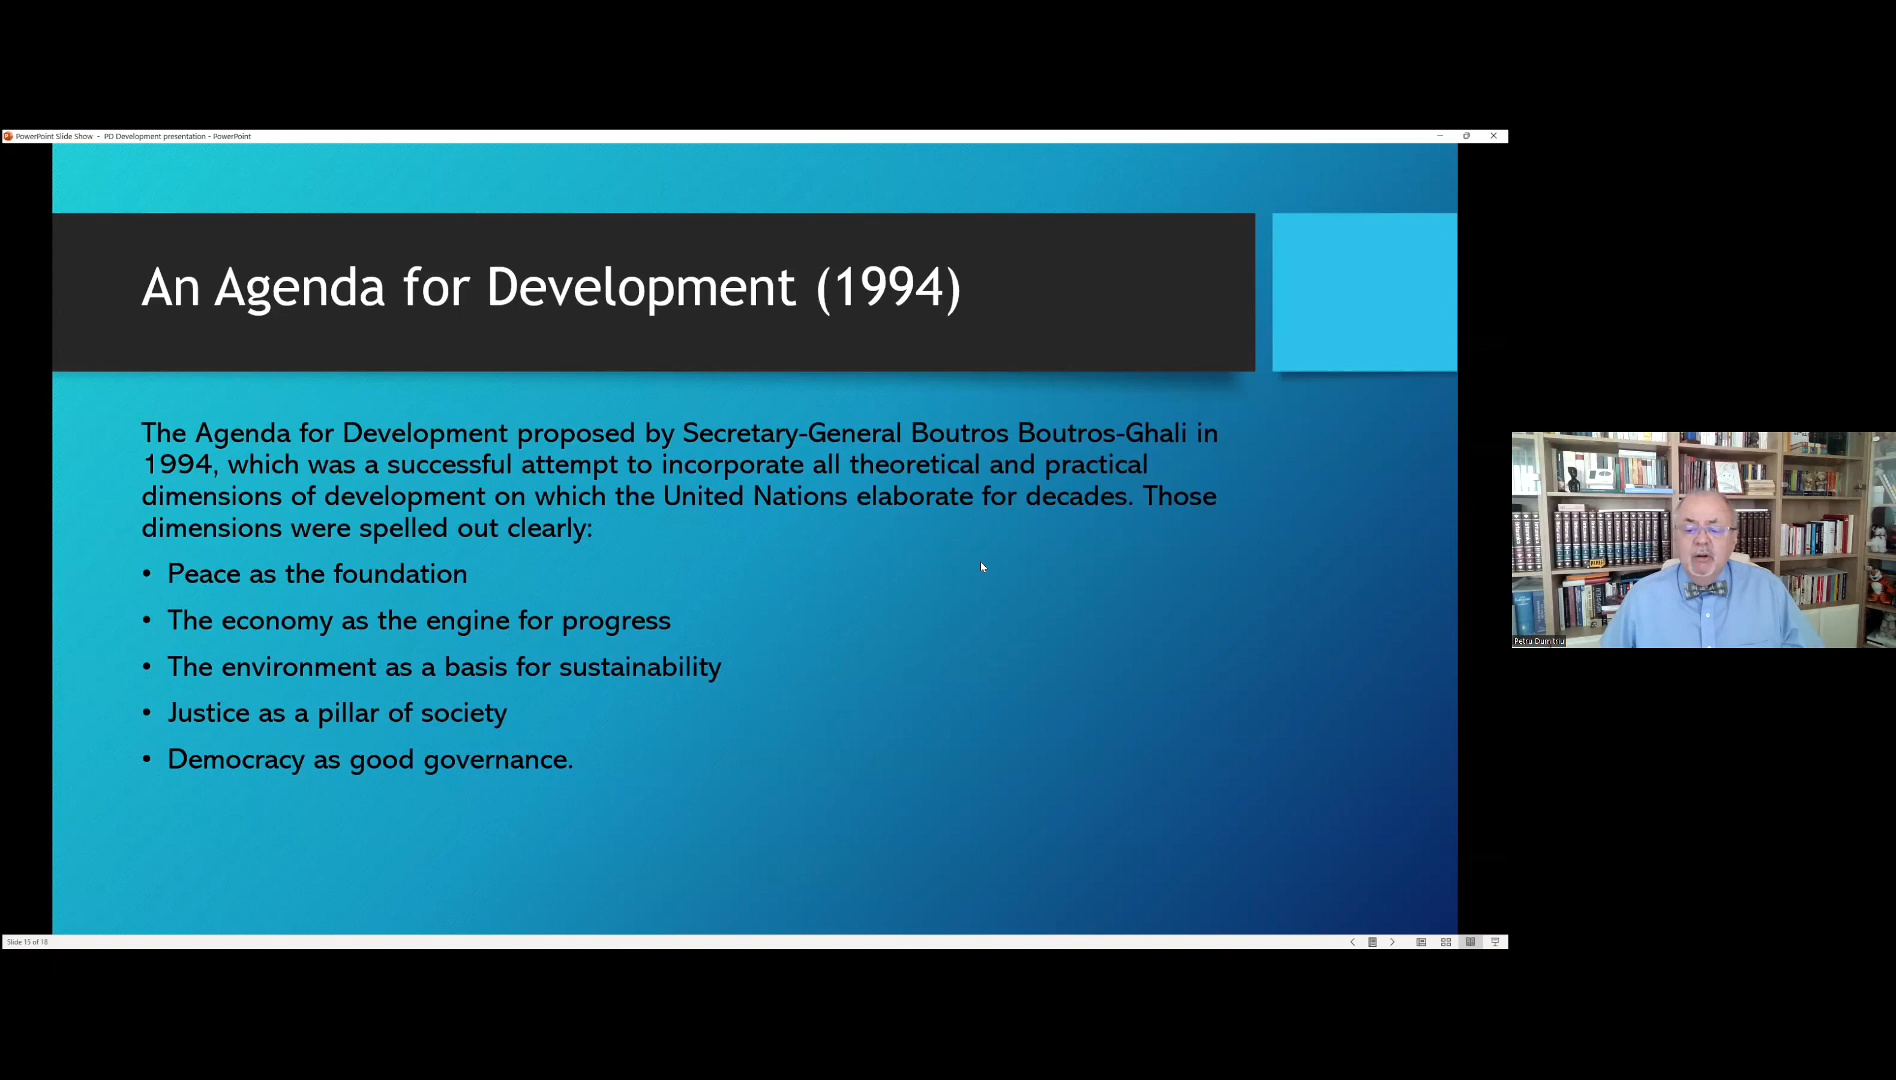 PowerPoint Slide Show - PD Development presentation - PowerPoint
An Agenda for Development (1994)
The Agenda for Development proposed by Secretary-General Boutros Boutros-Ghali in
1994, which was a successful attempt to incorporate all theoretical and practical
dimensions of development on which the United Nations elaborate for decades. Those
dimensions were spelled out clearly:
• Peace as the foundation
• The economy as the engine for progress
• The environment as a basis for sustainability
• Justice as a pillar of society
• Democracy as good governance.
Petru Dumitriu
Slide 15 of 18